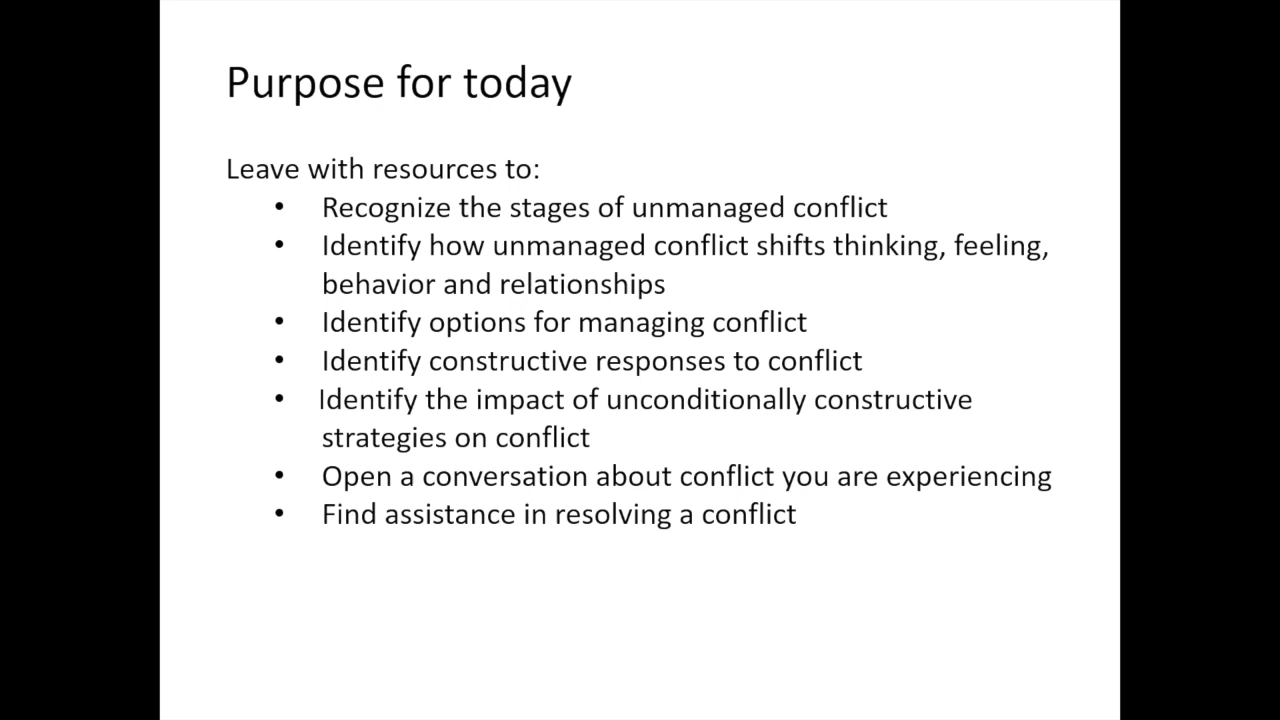 Purpose for today
Leave with resources to:
• Recognize the stages of unmanaged conflict
• Identify how unmanaged conflict shifts thinking, feeling,
behavior and relationships
• Identify options for managing conflict
• Identify constructive responses to conflict
• Identify the impact of unconditionally constructive
strategies on conflict
• Open a conversation about conflict you are experiencing
• Find assistance in resolving a conflict